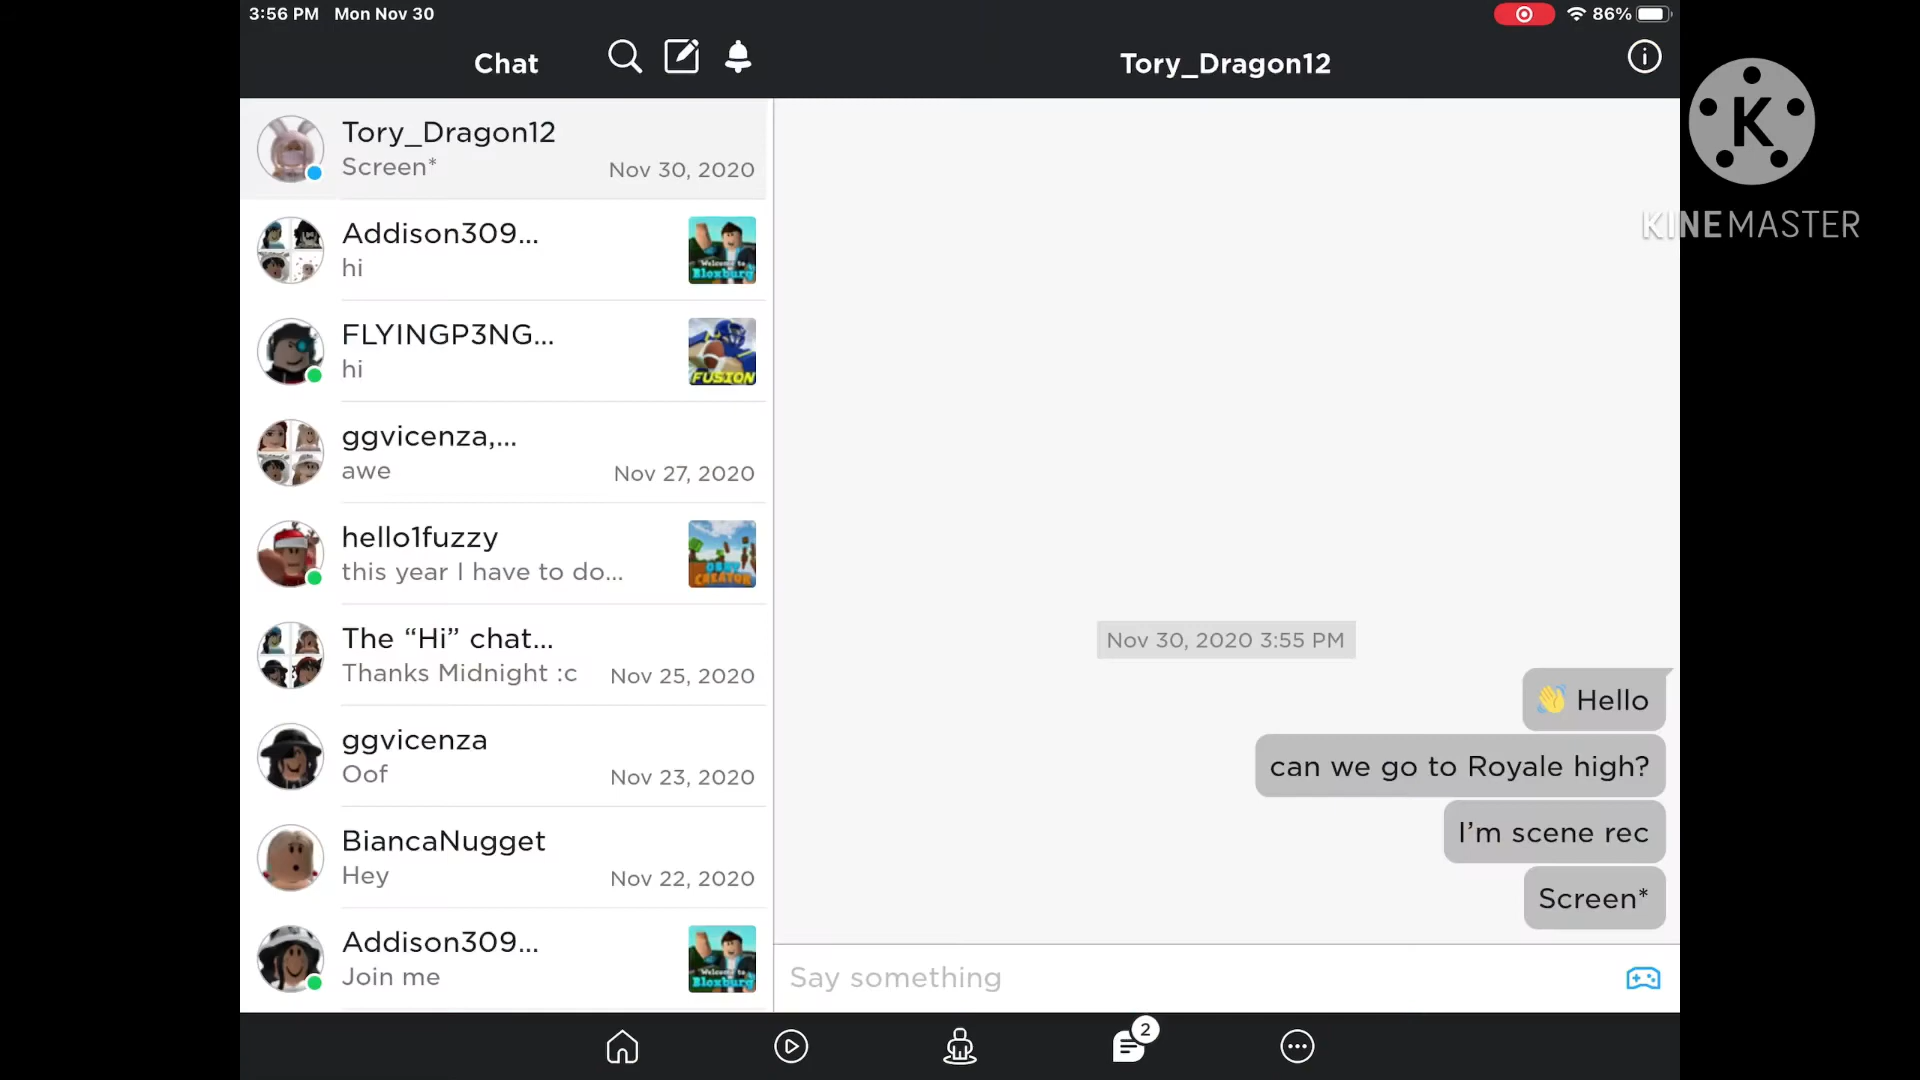 3:56 PM Mon Nov 30
86%
Chat
Tory_Dragon12
K
KINEMASTER
Tory_Dragon12
Screen*
Nov 30, 2020
Addison309...
hi
Welcome to
Bloxburg
FLYINGP3NG...
hi
FUSION
ggvicenza,...
awe
Nov 27, 2020
hello1fuzzy
this year I have to do...
OBBY
CREATOR
The “Hi” chat...
Thanks Midnight :c
Nov 25, 2020
ggvicenza
Oof
Nov 23, 2020
BiancaNugget
Hey
Nov 22, 2020
Addison309...
Join me
Welcome to
Bloxburg
Nov 30, 2020 3:55 PM
👋 Hello
can we go to Royale high?
I’m scene rec
Screen*
Say something
2